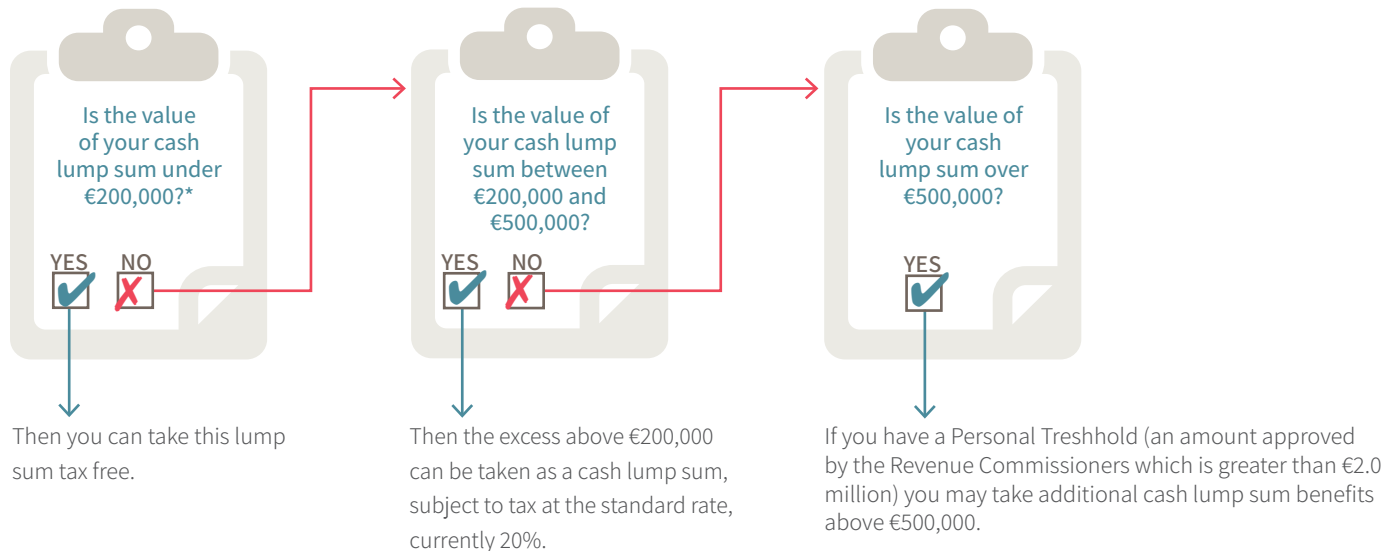 Is the value
of your cash
lump sum under
€200,000?*
YES NO
Then you can take this lump
sum tax free.
Is the value of
your cash lump
sum between
€200,000 and
€500,000?
YES NO
Then the excess above €200,000
can be taken as a cash lump sum,
subject to tax at the standard rate,
currently 20%.
Is the value of
your cash
lump sum over
€500,000?
YES
If you have a Personal Treshhold (an amount approved
by the Revenue Commissioners which is greater than €2.0
million) you may take additional cash lump sum benefits
above €500,000.